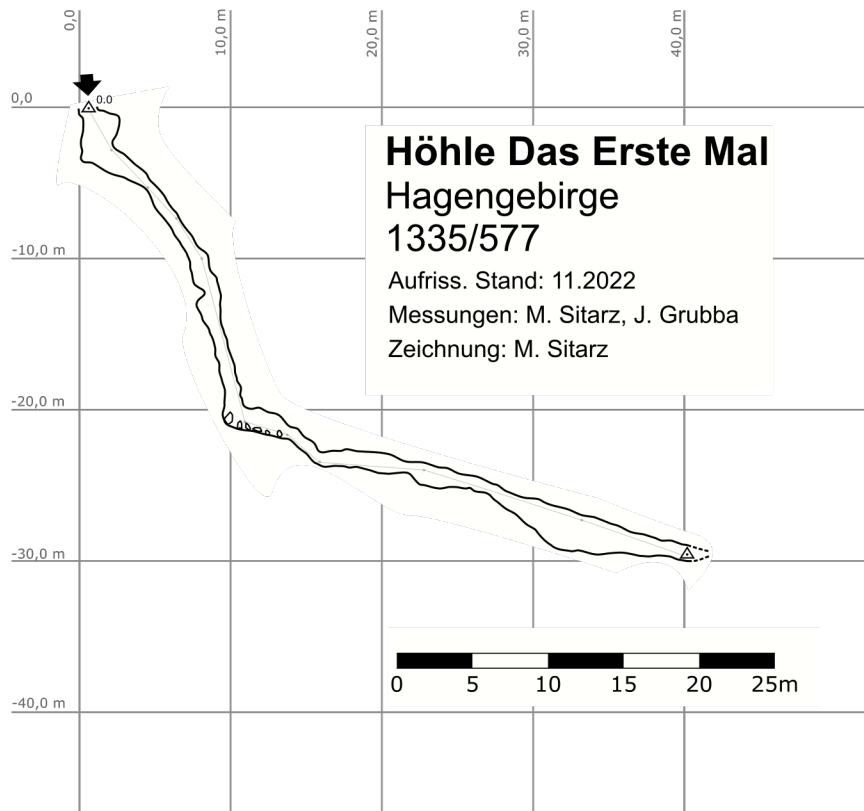 0,0
10,0 m
20,0 m
30,0 m
40,0 m
0,0
0.0
Höhle Das Erste Mal
Hagengebirge
1335/577
Aufriss. Stand: 11.2022
Messungen: M. Sitarz, J. Grubba
Zeichnung: M. Sitarz
-10,0 m
-20,0 m
-30,0 m
0 5 10 15 20 25m
-40,0 m